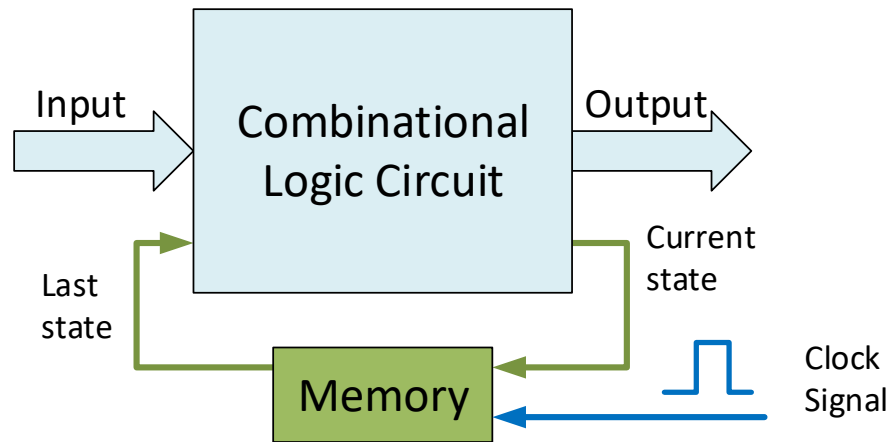 Input
Combinational
Logic Circuit
Output
Last
state
Current
state
Memory
Clock
Signal